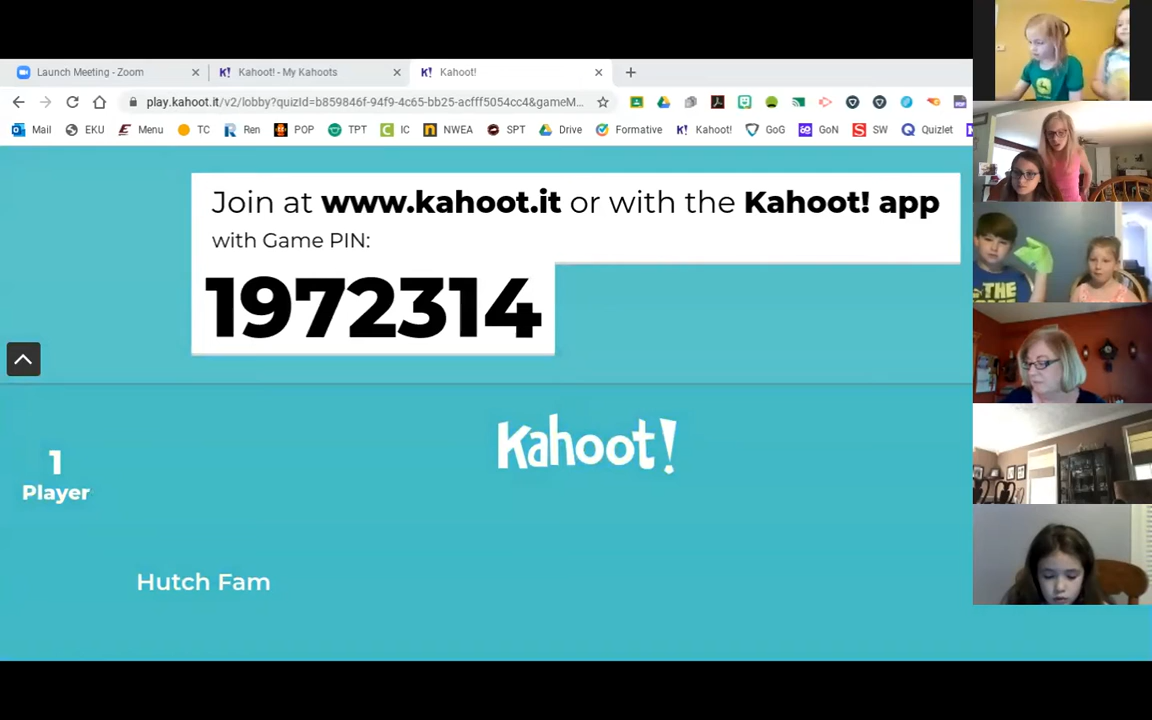 Launch Meeting - Zoom
Kahoot! - My Kahoots
Kahoot!
play.kahoot.it/v2/lobby?quizId=b859846f-94f9-4c65-bb25-acfff5054cc4&gameM...
Mail EKU Menu TC Ren POP TPT IC NWEA SPT Drive Formative Kahoot! GoG GoN SW Quizlet
Join at www.kahoot.it or with the Kahoot! app
with Game PIN:
1972314
Kahoot!
1
Player
Hutch Fam